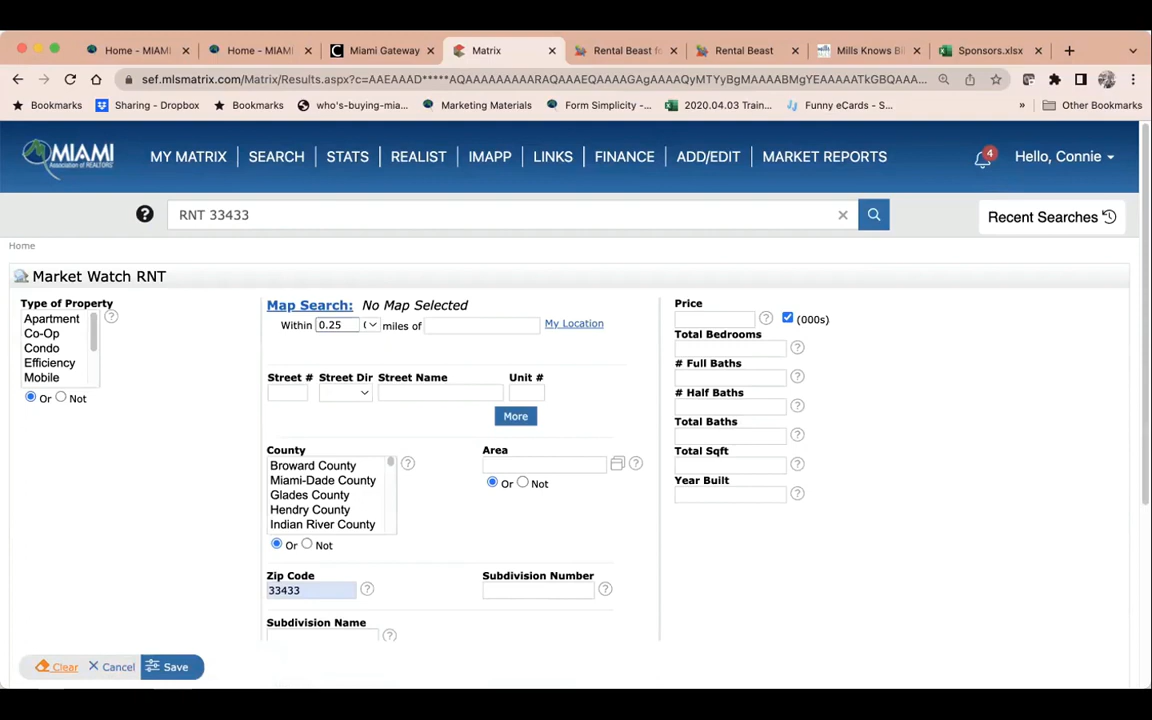 Home - MIAMI
Home - MIAMI
Miami Gateway
Matrix
Rental Beast fo
Rental Beast
Mills Knows Bi
Sponsors.xlsx
sef.mlsmatrix.com/Matrix/Results.aspx?c=AAEAAAD*****AQAAAAAAAAARAQAAAEQAAAAGAgAAAAQyMTYyBgMAAAABMgYEAAAAATkGBQAAA...
Bookmarks
Sharing - Dropbox
Bookmarks
who's-buying-mia...
Marketing Materials
Form Simplicity -...
2020.04.03 Train...
Funny eCards - S...
»
Other Bookmarks
MIAMI
Association of REALTORS®
MY MATRIX
SEARCH
STATS
REALIST
IMAPP
LINKS
FINANCE
ADD/EDIT
MARKET REPORTS
4
Hello, Connie
RNT 33433
Recent Searches
Home
Market Watch RNT
Type of Property
Apartment
Co-Op
Condo
Efficiency
Mobile
Or Not
Map Search: No Map Selected
Within 0.25 miles of
My Location
Street # Street Dir Street Name Unit #
More
County
Broward County
Miami-Dade County
Glades County
Hendry County
Indian River County
Or Not
Area
Or Not
Zip Code
33433
Subdivision Number
Subdivision Name
Price
(000s)
Total Bedrooms
# Full Baths
# Half Baths
Total Baths
Total Sqft
Year Built
Clear
Cancel
Save